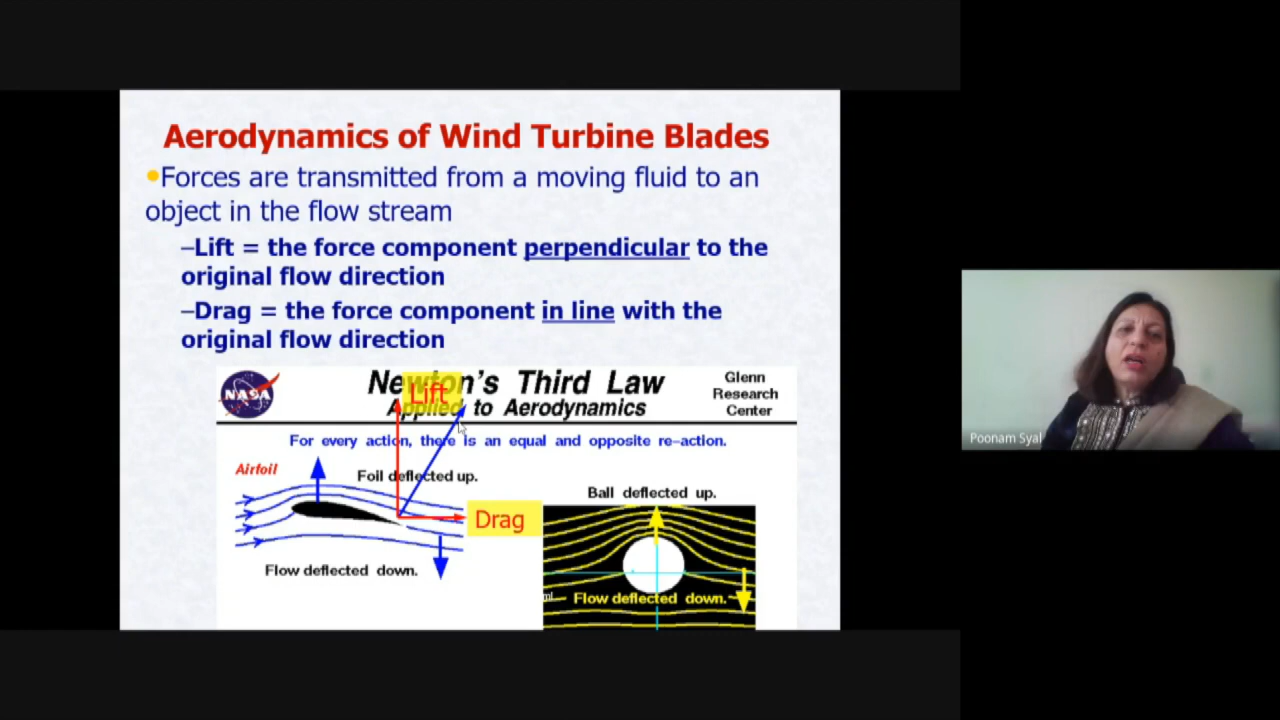 Aerodynamics of Wind Turbine Blades
•Forces are transmitted from a moving fluid to an
object in the flow stream
–Lift = the force component perpendicular to the
original flow direction
–Drag = the force component in line with the
original flow direction
NASA
Newton's Third Law
Applied to Aerodynamics
Glenn
Research
Center
Lift
For every action, there is an equal and opposite re-action.
Airfoil
Foil deflected up.
Drag
Flow deflected down.
Ball deflected up.
Flow deflected down.
Poonam Syal